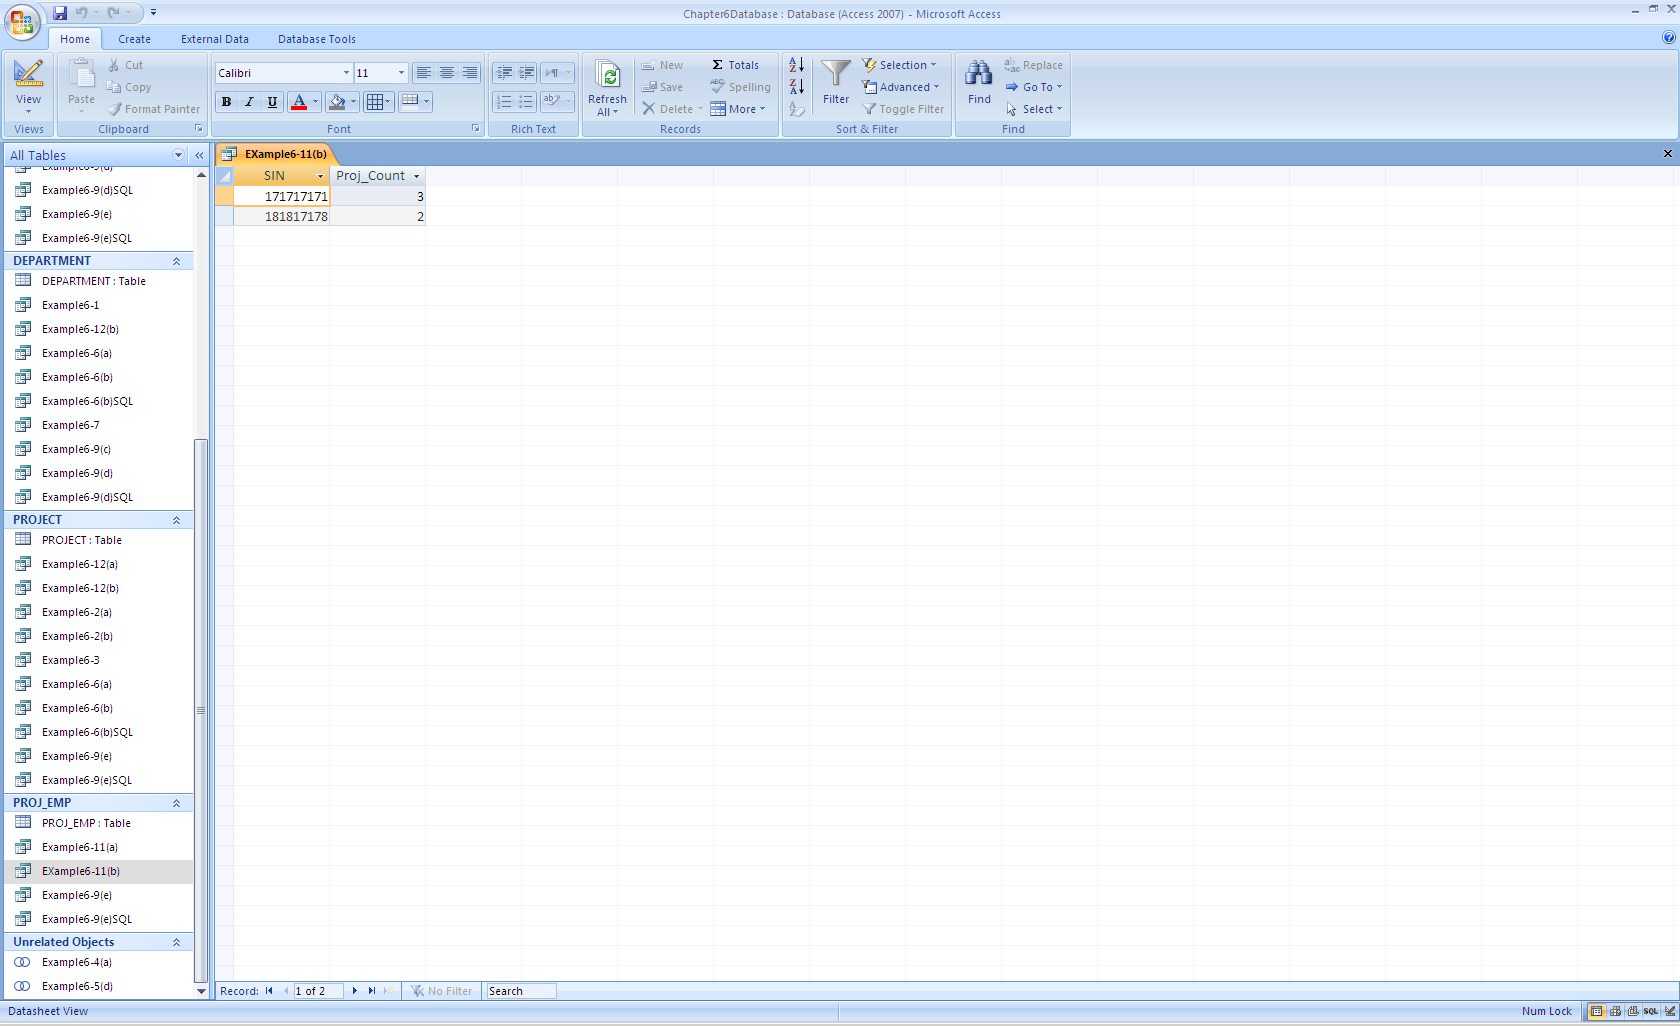 Chapter6Database : Database (Access 2007) - Microsoft Access
Home Create External Data Database Tools
View
Views
Paste
Cut
Copy
Format Painter
Clipboard
Calibri 11
B I U A
Font
Rich Text
Refresh All
New
Save
Delete
Σ Totals
ABC Spelling
More
Records
A Z
Z A
Filter
Selection
Advanced
Toggle Filter
Sort & Filter
Find
Replace
Go To
Select
Find
All Tables
Example6-9(d)
Example6-9(d)SQL
Example6-9(e)
Example6-9(e)SQL
DEPARTMENT
DEPARTMENT : Table
Example6-1
Example6-12(b)
Example6-6(a)
Example6-6(b)
Example6-6(b)SQL
Example6-7
Example6-9(c)
Example6-9(d)
Example6-9(d)SQL
PROJECT
PROJECT : Table
Example6-12(a)
Example6-12(b)
Example6-2(a)
Example6-2(b)
Example6-3
Example6-6(a)
Example6-6(b)
Example6-6(b)SQL
Example6-9(e)
Example6-9(e)SQL
PROJ_EMP
PROJ_EMP : Table
Example6-11(a)
EXample6-11(b)
Example6-9(e)
Example6-9(e)SQL
Unrelated Objects
Example6-4(a)
Example6-5(d)
EXample6-11(b)
SIN Proj_Count
171717171 3
181817178 2
Record: 1 of 2 No Filter Search
Datasheet View Num Lock SQL